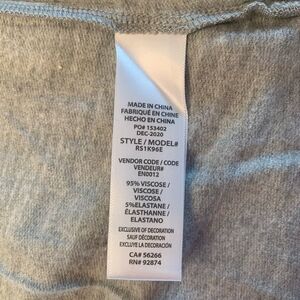 MADE IN CHINA
FABRIQUÉ EN CHINE
HECHO EN CHINA
PO# 153402
DEC-2020
STYLE / MODEL#
RS1K96E
VENDOR CODE / CODE
VENDEUR#
EN0012
95% VISCOSE /
VISCOSE /
VISCOSA
5%ELASTANE /
ÉLASTHANNE /
ELASTANO
EXCLUSIVE OF DECORATION
SAUF DÉCORATION
EXCLUYE LA DECORACIÓN
CA# 56266
RN# 92874